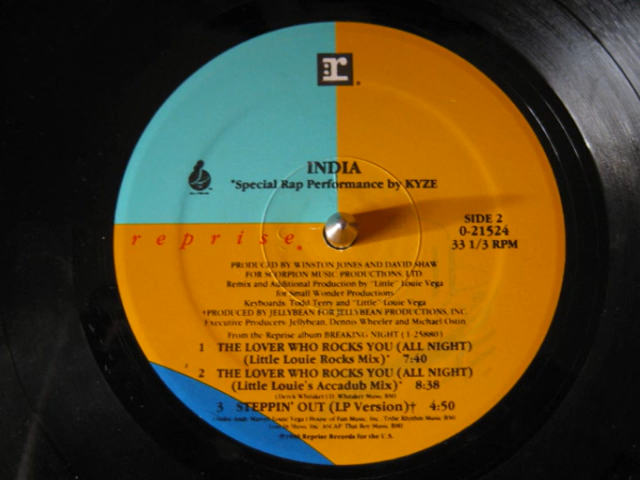 r
INDIA
*Special Rap Performance by KYZE
SIDE 2
0-21524
33 1/3 RPM
reprise
PRODUCED BY WINSTON JONES AND DAVID SHAW
FOR SCORPION MUSIC PRODUCTIONS, LTD
Remix and Additional Production by "Little" Louie Vega
for Small Wonder Productions
Keyboards: Todd Terry and "Little" Louie Vega
†PRODUCED BY JELLYBEAN FOR JELLYBEAN PRODUCTIONS, INC.
Executive Producers: Jellybean, Dennis Wheeler and Michael Ostin
From the Reprise album BREAKING NIGHT (1-25880)
1 THE LOVER WHO ROCKS YOU (ALL NIGHT)
(Little Louie Rocks Mix)* 7:40
2 THE LOVER WHO ROCKS YOU (ALL NIGHT)
(Little Louie's Accadub Mix)* 8:38
3 STEPPIN' OUT (LP Version)† 4:50
Reprise Records for the U.S.